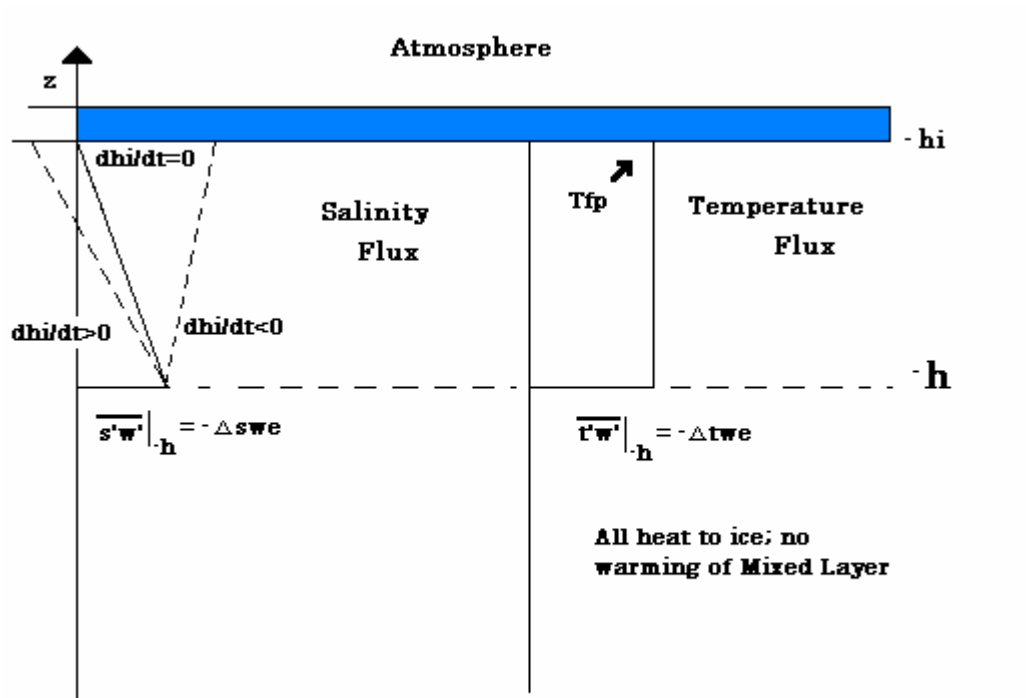 Atmosphere
z
- hi
dhi/dt=0
Tfp
Salinity
Flux
Temperature
Flux
dhi/dt>0
dhi/dt<0
- h
s'w'|-h = - △swe
t'w'|-h = - △twe
All heat to ice; no
warming of Mixed Layer